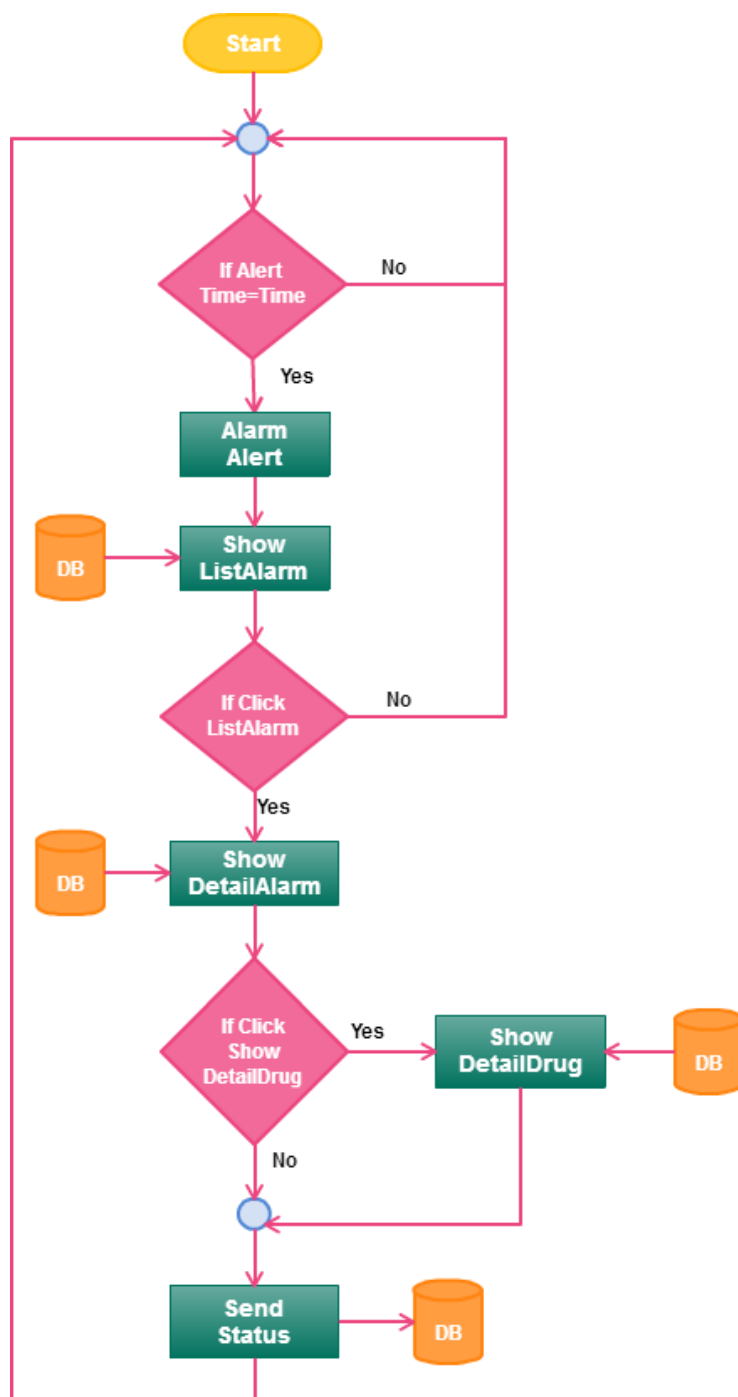 Start
If Alert
Time=Time
No
Yes
Alarm
Alert
DB
Show
ListAlarm
If Click
ListAlarm
No
Yes
DB
Show
DetailAlarm
If Click
Show
DetailDrug
Yes
Show
DetailDrug
DB
No
Send
Status
DB